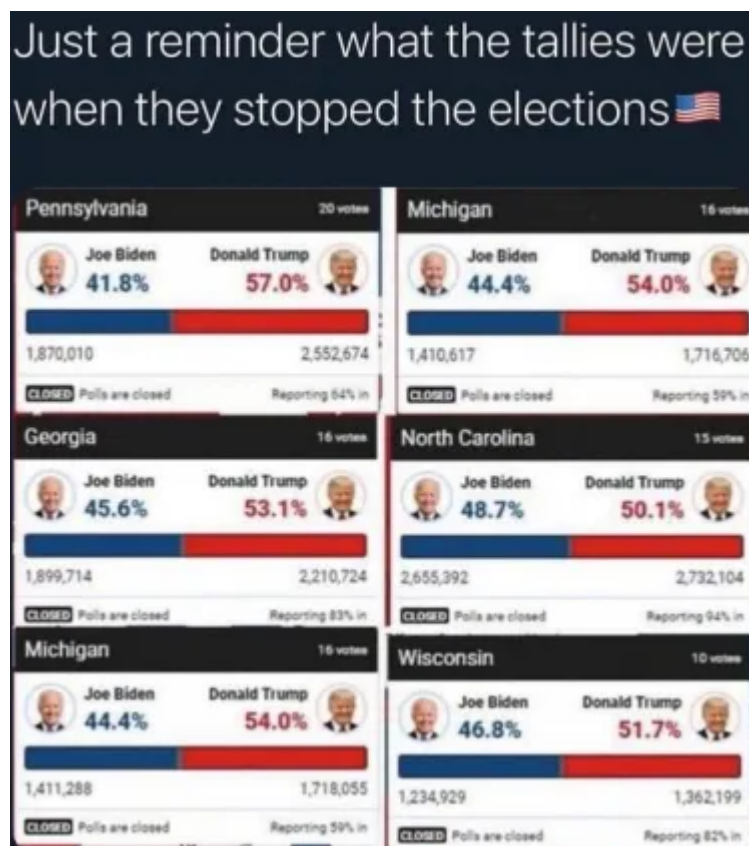 Just a reminder what the tallies were
when they stopped the elections🇺🇸
Pennsylvania 20 votes
Joe Biden Donald Trump
41.8% 57.0%
1,870,010 2,552,674
CLOSED Polls are closed Reporting 64% in
Michigan 16 votes
Joe Biden Donald Trump
44.4% 54.0%
1,410,617 1,716,706
CLOSED Polls are closed Reporting 59% in
Georgia 16 votes
Joe Biden Donald Trump
45.6% 53.1%
1,899,714 2,210,724
CLOSED Polls are closed Reporting 83% in
North Carolina 15 votes
Joe Biden Donald Trump
48.7% 50.1%
2,655,392 2,732,104
CLOSED Polls are closed Reporting 94% in
Michigan 16 votes
Joe Biden Donald Trump
44.4% 54.0%
1,411,288 1,718,055
CLOSED Polls are closed Reporting 59% in
Wisconsin 10 votes
Joe Biden Donald Trump
46.8% 51.7%
1,234,929 1,362,199
CLOSED Polls are closed Reporting 82% in